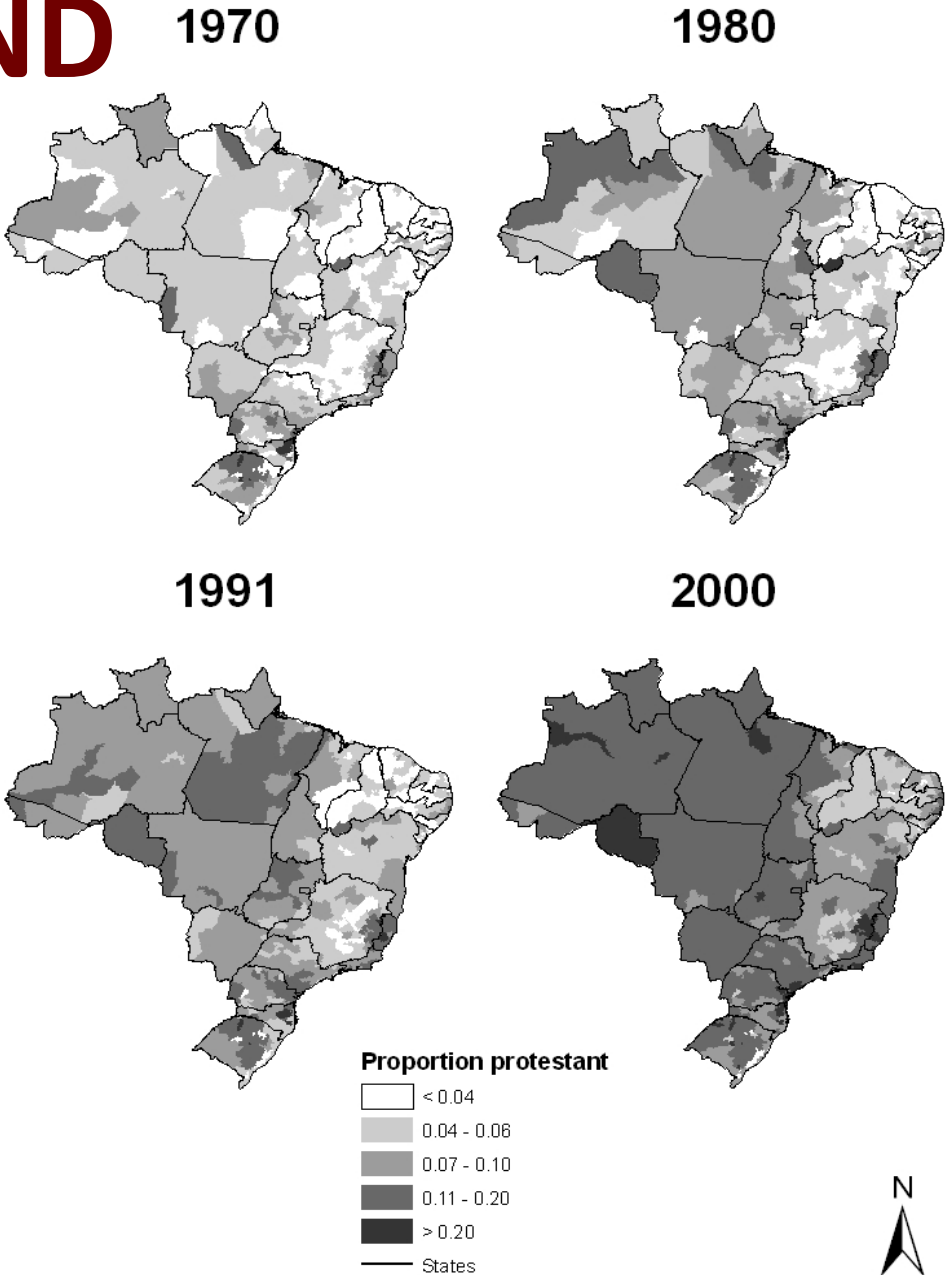 ND
1970
1980
1991
2000
Proportion protestant
< 0.04
0.04 - 0.06
0.07 - 0.10
0.11 - 0.20
> 0.20
States
N